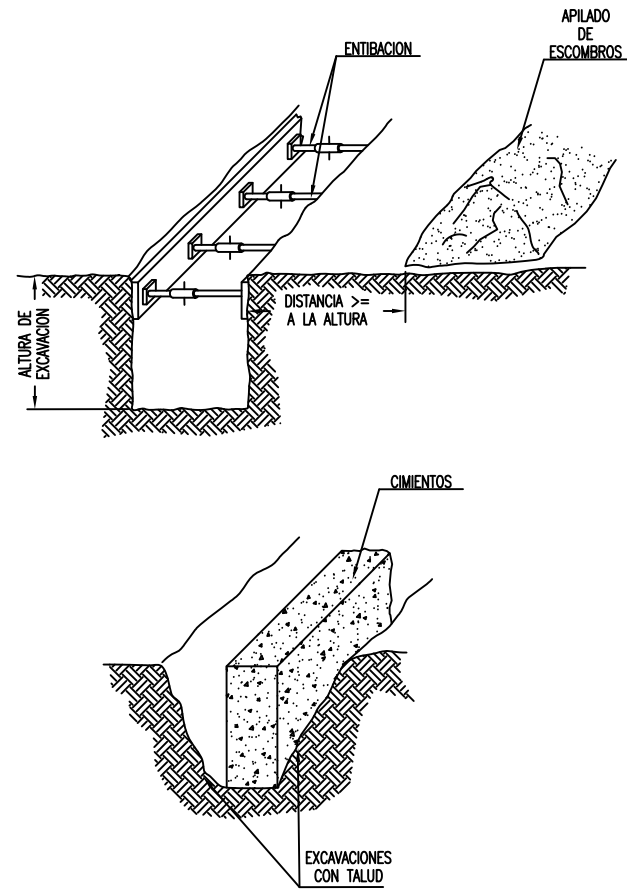 APILADO
DE
ESCOMBROS
ENTIBACION
DISTANCIA >=
A LA ALTURA
ALTURA DE
EXCAVACION
CIMIENTOS
EXCAVACIONES
CON TALUD